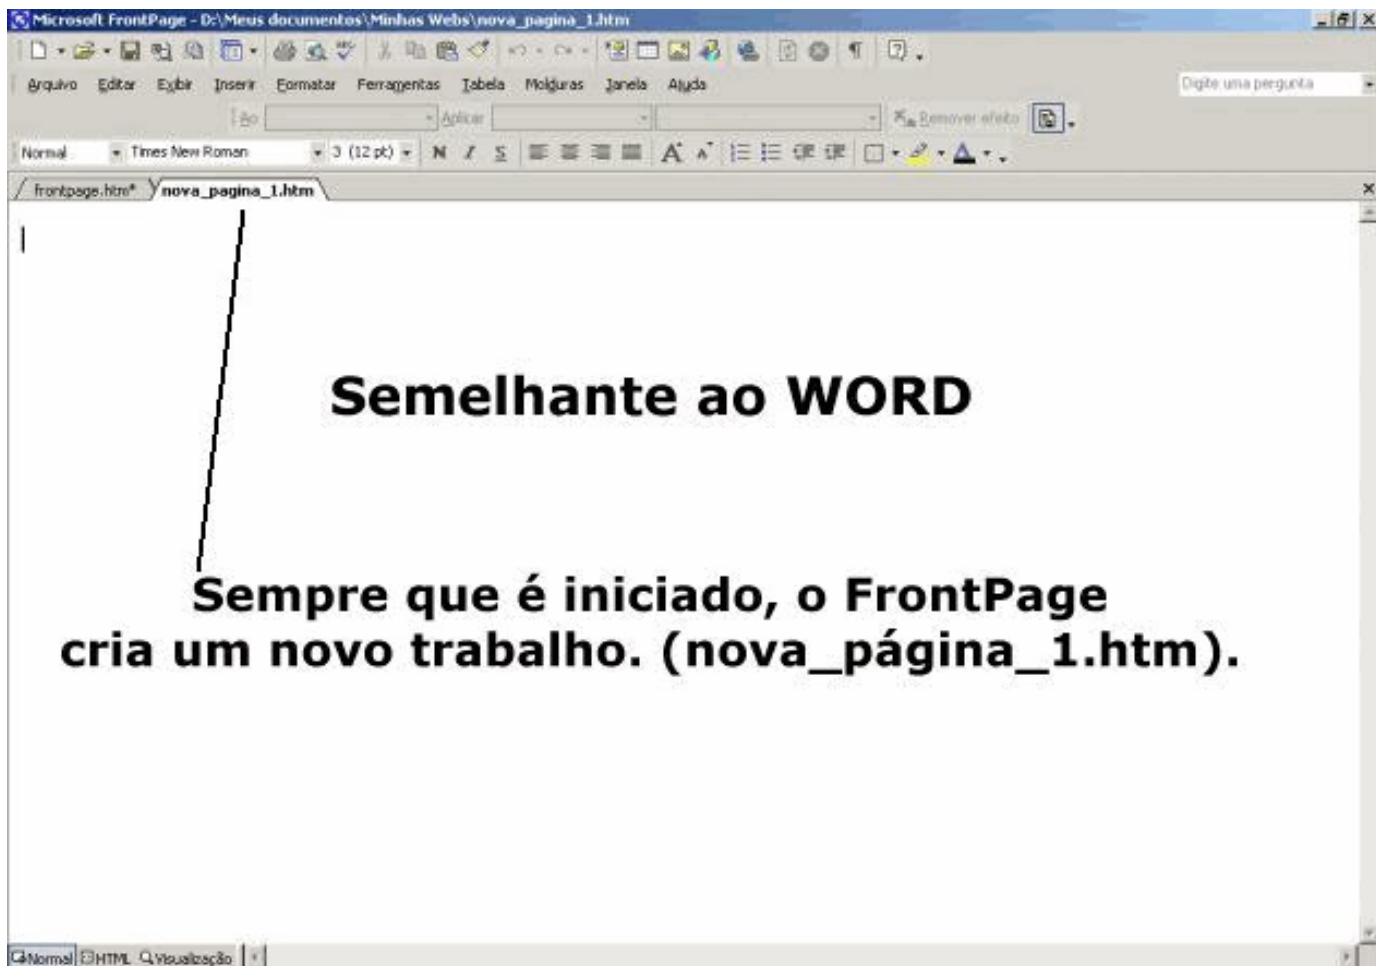 Microsoft FrontPage - D:\Meus documentos\Minhas Webs\nova_pagina_1.htm
Arquivo Editar Exibir Inserir Formatar Ferramentas Tabela Molduras Janela Ajuda Digite uma pergunta
Ao Aplicar Remover efeito
Normal Times New Roman 3 (12 pt) N I S A A A
frontpage.htm* nova_pagina_1.htm
Semelhante ao WORD
Sempre que é iniciado, o FrontPage
cria um novo trabalho. (nova_página_1.htm).
Normal HTML Visualização